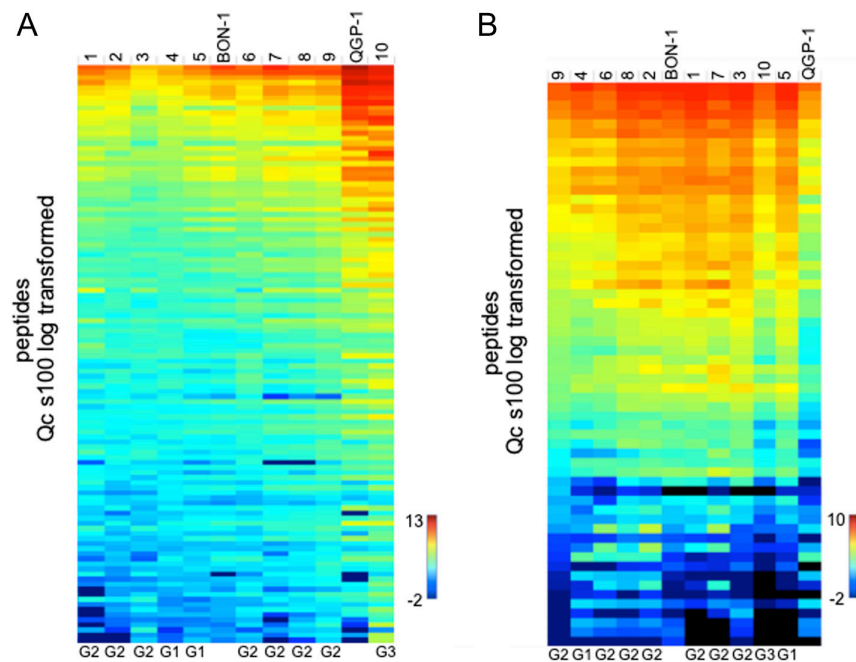 A
1 2 3 4 5 BON-1 6 7 8 9 QGP-1 10
peptides
Qc s100 log transformed
13
-2
G2 G2 G2 G1 G1 G2 G2 G2 G2 G3
B
9 4 6 8 2 BON-1 1 7 3 10 5 QGP-1
peptides
Qc s100 log transformed
10
-2
G2 G1 G2 G2 G2 G2 G2 G2 G3 G1